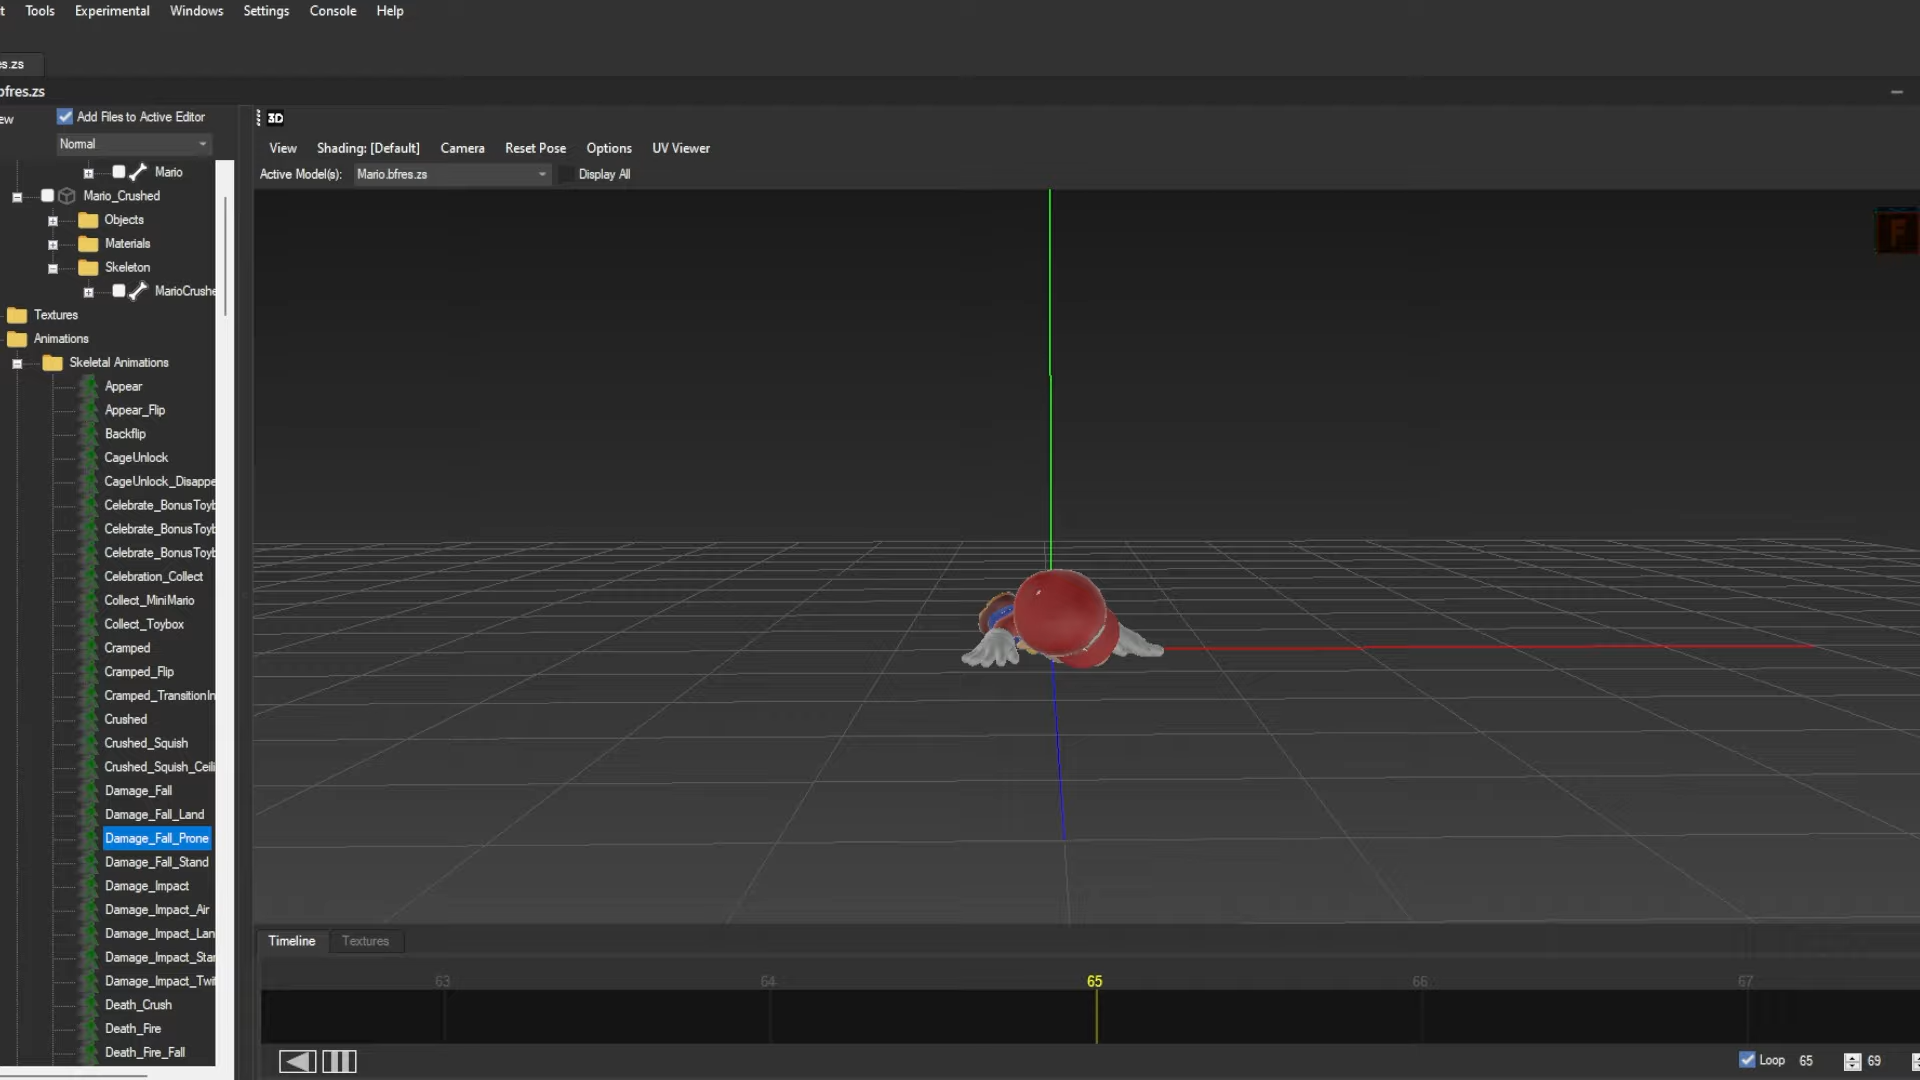 t Tools Experimental Windows Settings Console Help
es.zs
bfres.zs
ew
Add Files to Active Editor
Normal
Mario
Mario_Crushed
Objects
Materials
Skeleton
MarioCrushe
Textures
Animations
Skeletal Animations
Appear
Appear_Flip
Backflip
CageUnlock
CageUnlock_Disappe
Celebrate_BonusToyb
Celebrate_BonusToyb
Celebrate_BonusToyb
Celebration_Collect
Collect_MiniMario
Collect_Toybox
Cramped
Cramped_Flip
Cramped_TransitionIn
Crushed
Crushed_Squish
Crushed_Squish_Ceili
Damage_Fall
Damage_Fall_Land
Damage_Fall_Prone
Damage_Fall_Stand
Damage_Impact
Damage_Impact_Air
Damage_Impact_Lan
Damage_Impact_Star
Damage_Impact_Twi
Death_Crush
Death_Fire
Death_Fire_Fall
3D
View Shading: [Default] Camera Reset Pose Options UV Viewer
Active Model(s): Mario.bfres.zs Display All
F
Timeline Textures
63 64 65 66 67
Loop 65 69